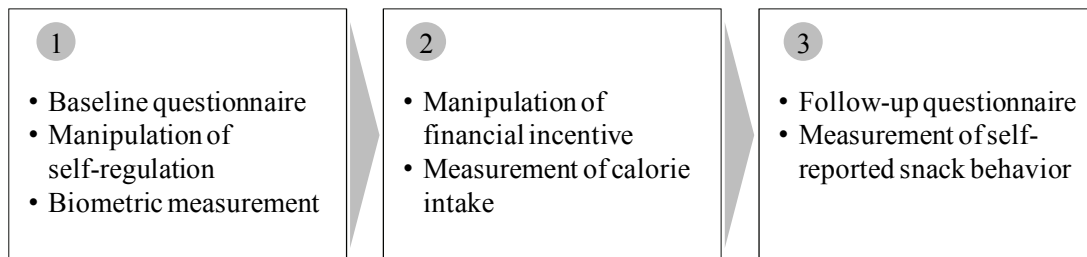 1
• Baseline questionnaire
• Manipulation of
self-regulation
• Biometric measurement
2
• Manipulation of
financial incentive
• Measurement of calorie
intake
3
• Follow-up questionnaire
• Measurement of self-
reported snack behavior